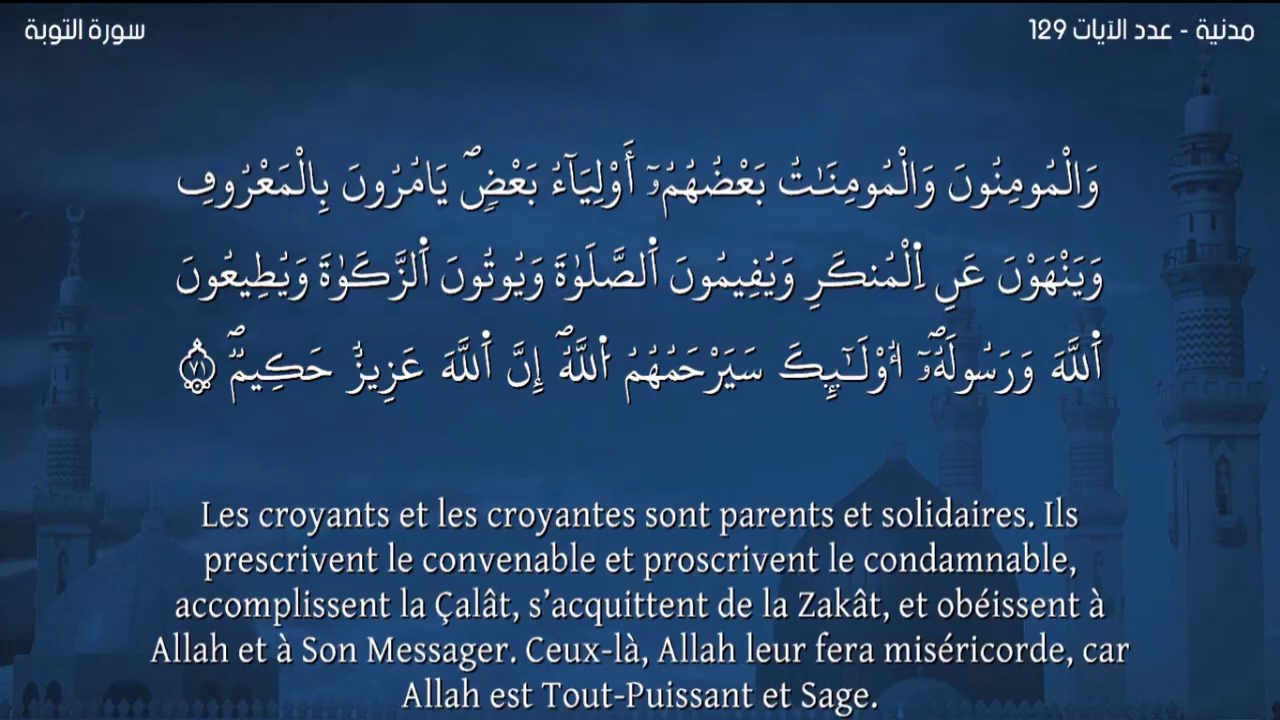 مدنية - عدد الآيات 129
سورة التوبة
وَالْمُومِنُونَ وَالْمُومِنَٰتُ بَعْضُهُمُۥٓ أَوْلِيَآءُ بَعْضٖۖ يَامُرُونَ بِالْمَعْرُوفِ
وَيَنْهَوْنَ عَنِ اِ۬لْمُنكَرِ وَيُقِيمُونَ اَ۬لصَّلَوٰةَ وَيُوتُونَ اَ۬لزَّكَوٰةَ وَيُطِيعُونَ
اَ۬للَّهَ وَرَسُولَهُۥٓۖ أُوْلَٰٓئِكَ سَيَرْحَمُهُمُ اُ۬للَّهُۖ إِنَّ اَ۬للَّهَ عَزِيزٌ حَكِيمٞۖ ٧١
Les croyants et les croyantes sont parents et solidaires. Ils
prescrivent le convenable et proscrivent le condamnable,
accomplissent la Çalât, s’acquittent de la Zakât, et obéissent à
Allah et à Son Messager. Ceux-là, Allah leur fera miséricorde, car
Allah est Tout-Puissant et Sage.